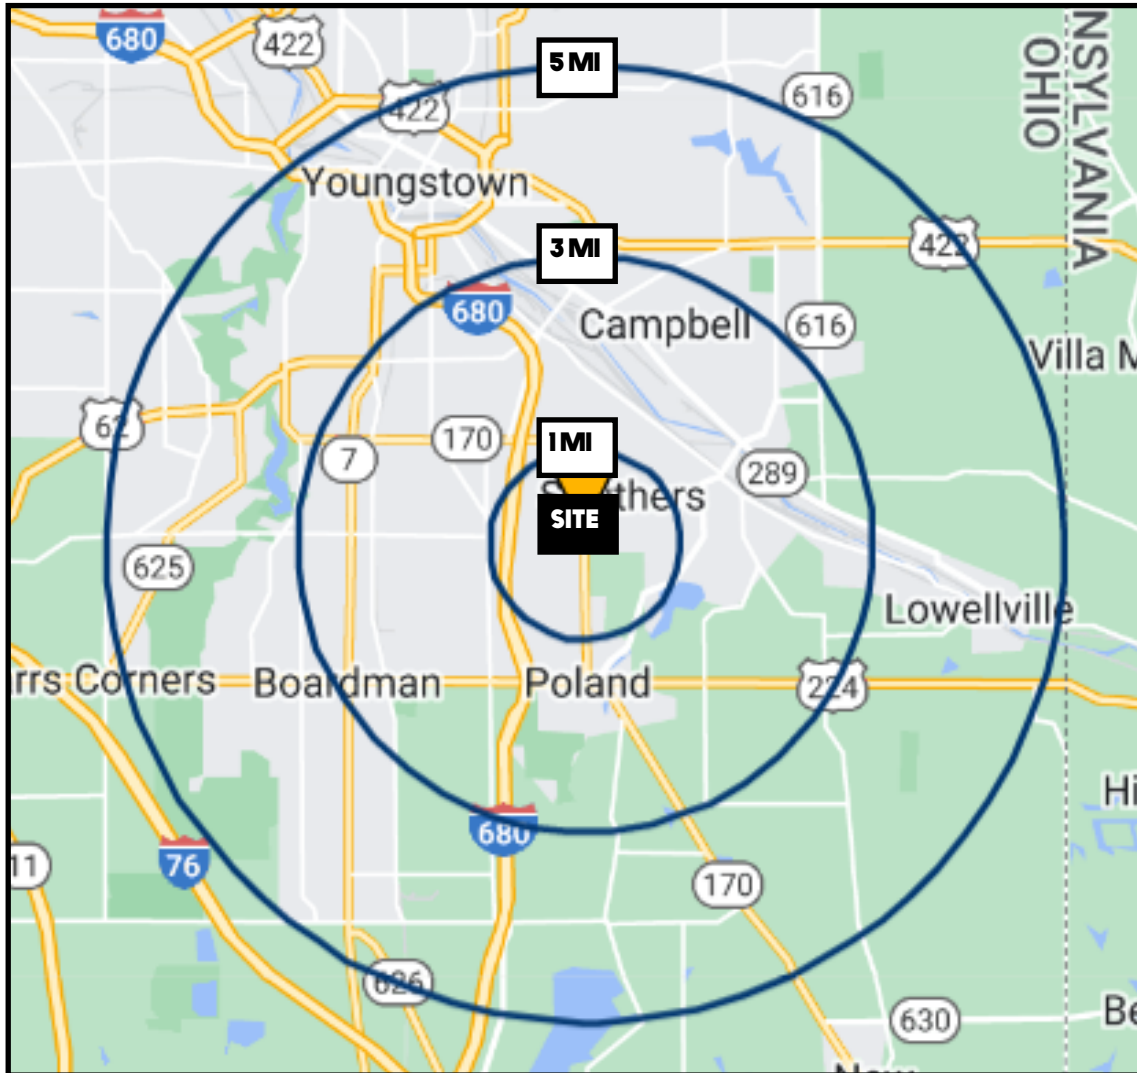 680
422
5 MI
616
NSYLVANIA
OHIO
422
Youngstown
3 MI
422
680
Campbell
616
Villa M
62
1 MI
170
7
289
SITE
625
Lowellville
rrs Corners
Boardman
Poland
224
Hi
680
11
76
170
626
630
Be